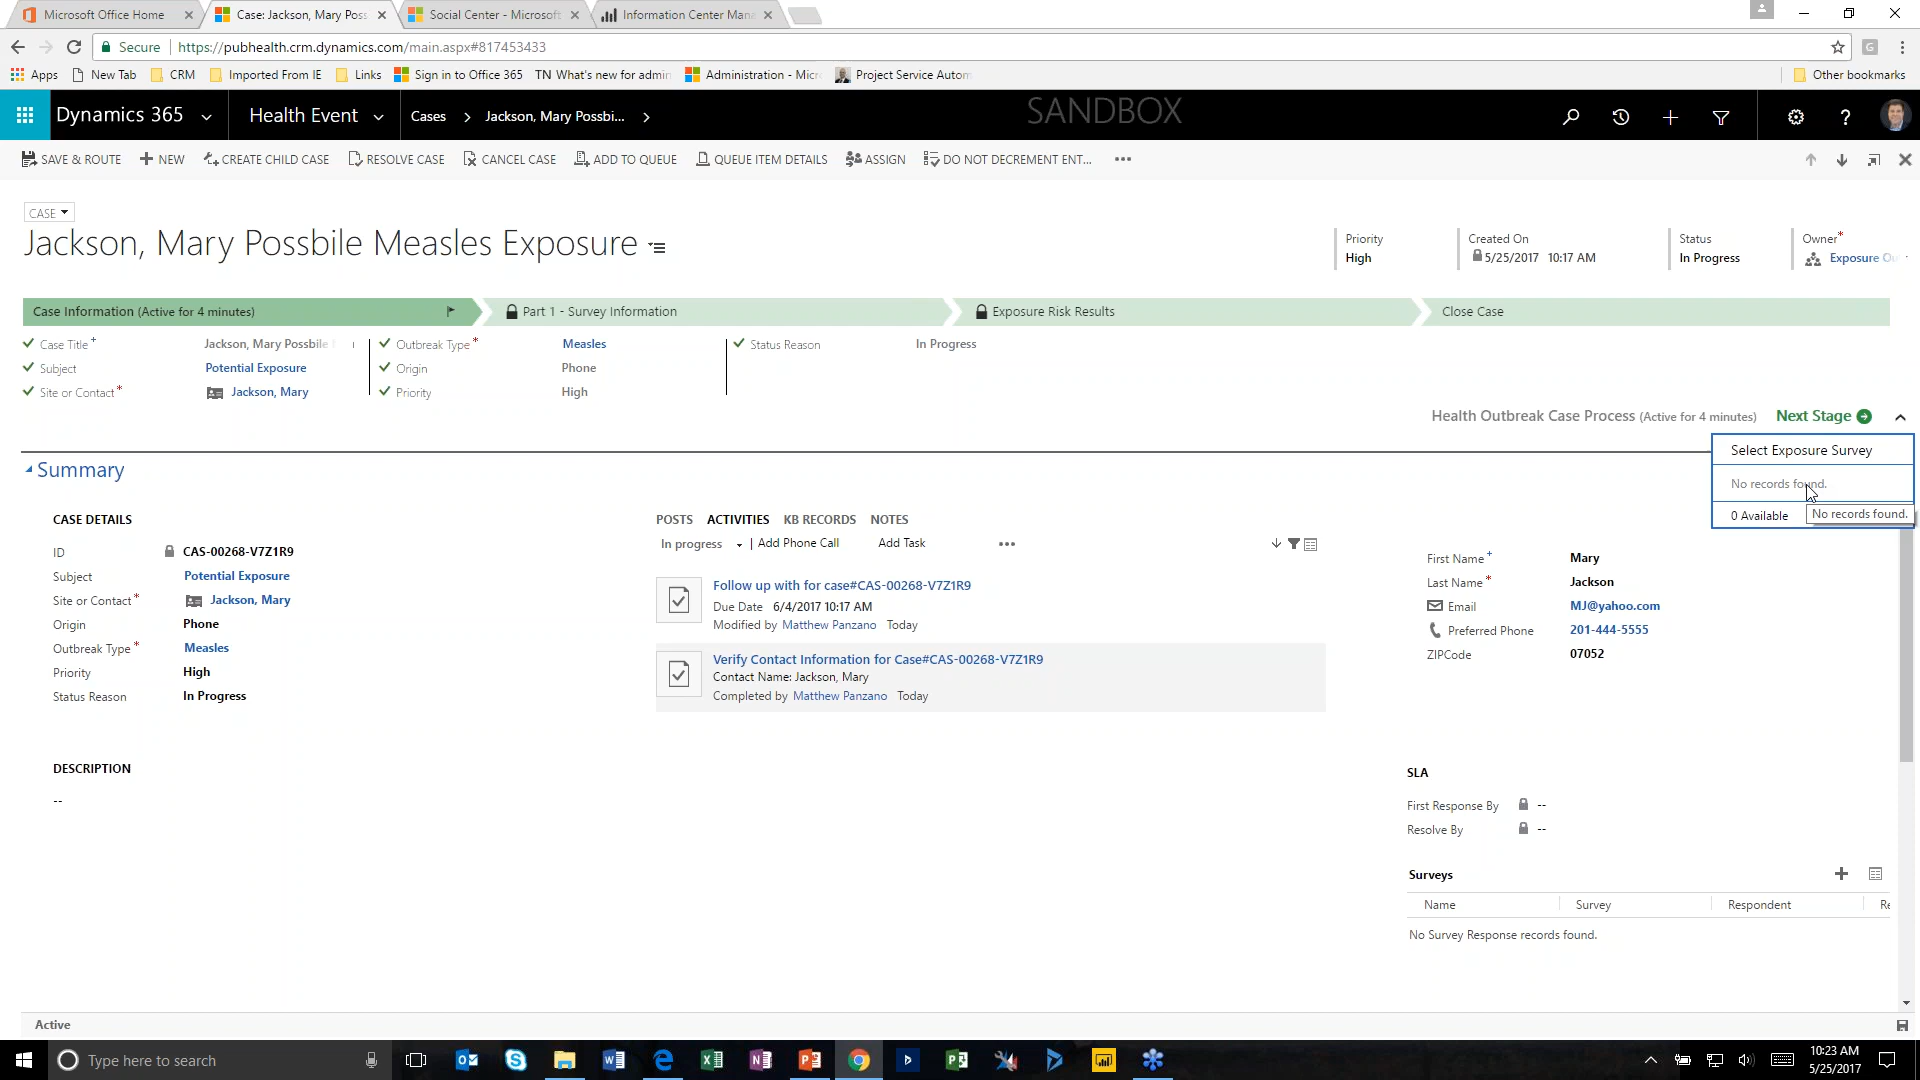 Microsoft Office Home
Case: Jackson, Mary Poss
Social Center - Microsoft
Information Center Mana
Secure
https://pubhealth.crm.dynamics.com/main.aspx#817453433
G
Apps
New Tab
CRM
Imported From IE
Links
Sign in to Office 365
TN What's new for admin
Administration - Micr
Project Service Autom
Other bookmarks
Dynamics 365
Health Event
Cases
Jackson, Mary Possbi...
SANDBOX
?
SAVE & ROUTE
NEW
CREATE CHILD CASE
RESOLVE CASE
CANCEL CASE
ADD TO QUEUE
QUEUE ITEM DETAILS
ASSIGN
DO NOT DECREMENT ENT...
CASE
Jackson, Mary Possbile Measles Exposure
Priority
High
Created On
5/25/2017 10:17 AM
Status
In Progress
Owner*
Exposure Ou
Case Information (Active for 4 minutes)
Part 1 - Survey Information
Exposure Risk Results
Close Case
Case Title+
Jackson, Mary Possbile
Subject
Potential Exposure
Site or Contact*
Jackson, Mary
Outbreak Type*
Measles
Origin
Phone
Priority
High
Status Reason
In Progress
Health Outbreak Case Process (Active for 4 minutes)
Next Stage
Select Exposure Survey
No records found.
0 Available
No records found.
Summary
CASE DETAILS
ID
CAS-00268-V7Z1R9
Subject
Potential Exposure
Site or Contact*
Jackson, Mary
Origin
Phone
Outbreak Type*
Measles
Priority
High
Status Reason
In Progress
DESCRIPTION
--
POSTS
ACTIVITIES
KB RECORDS
NOTES
In progress
Add Phone Call
Add Task
Follow up with for case#CAS-00268-V7Z1R9
Due Date 6/4/2017 10:17 AM
Modified by Matthew Panzano Today
Verify Contact Information for Case#CAS-00268-V7Z1R9
Contact Name: Jackson, Mary
Completed by Matthew Panzano Today
First Name+
Mary
Last Name*
Jackson
Email
MJ@yahoo.com
Preferred Phone
201-444-5555
ZIPCode
07052
SLA
First Response By
--
Resolve By
--
Surveys
Name
Survey
Respondent
Re
No Survey Response records found.
Active
Type here to search
10:23 AM
5/25/2017